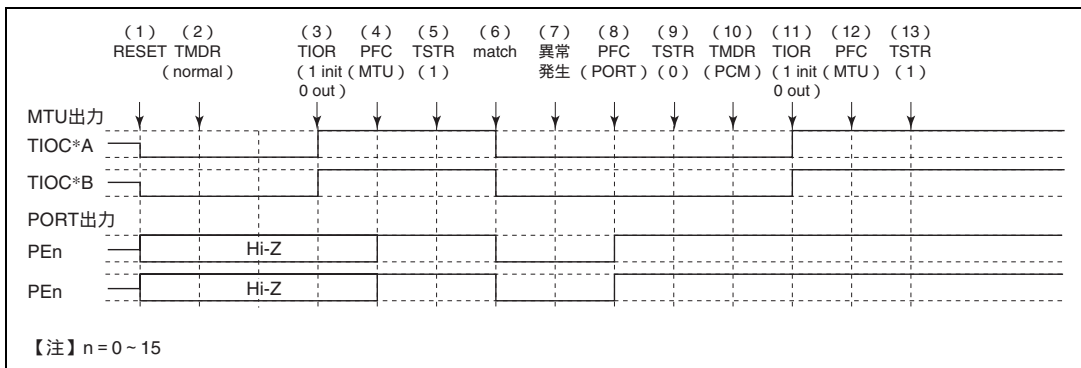 (1) (2) (3) (4) (5) (6) (7) (8) (9) (10) (11) (12) (13)
RESET TMDR TIOR PFC TSTR match 異常 PFC TSTR TMDR TIOR PFC TSTR
(normal) (1 init (MTU) (1) 発生 (PORT) (0) (PCM) (1 init (MTU) (1)
0 out) 0 out)
MTU出力
TIOC*A
TIOC*B
PORT出力
PEn Hi-Z
PEn Hi-Z
【注】n = 0 ~ 15